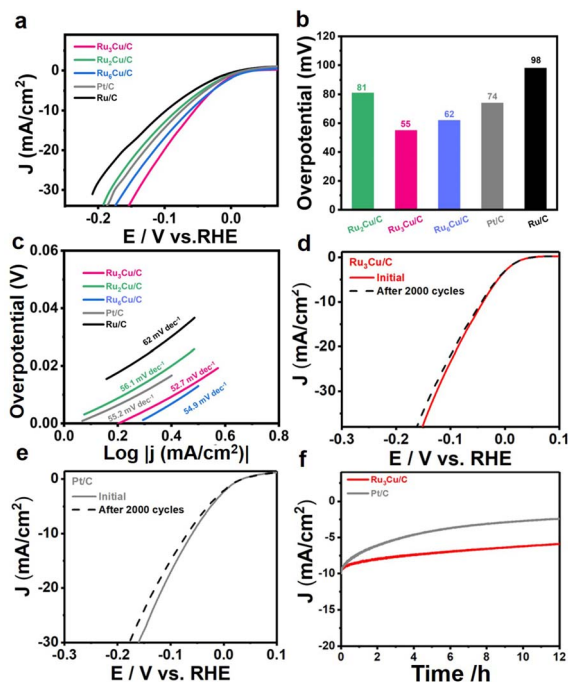 a
Ru₃Cu/C
Ru₂Cu/C
Ru₆Cu/C
Pt/C
Ru/C
J (mA/cm²)
0
-10
-20
-30
-0.2
-0.1
0.0
E / V vs.RHE
b
Overpotential (mV)
120
100
80
60
40
20
0
81
55
62
74
98
Ru₂Cu/C
Ru₃Cu/C
Ru₆Cu/C
Pt/C
Ru/C
c
Overpotential (V)
0.06
0.04
0.02
0.00
Ru₃Cu/C
Ru₂Cu/C
Ru₆Cu/C
Pt/C
Ru/C
62 mV dec⁻¹
56.1 mV dec⁻¹
55.2 mV dec⁻¹
52.7 mV dec⁻¹
54.9 mV dec⁻¹
0.0
0.2
0.4
0.6
0.8
Log |j (mA/cm²)|
d
Ru₃Cu/C
Initial
After 2000 cycles
J (mA/cm²)
0
-10
-20
-30
-0.3
-0.2
-0.1
0.0
0.1
E / V vs. RHE
e
Pt/C
Initial
After 2000 cycles
J (mA/cm²)
0
-10
-20
-30
-0.3
-0.2
-0.1
0.0
0.1
E / V vs. RHE
f
Ru₃Cu/C
Pt/C
J (mA/cm²)
0
-5
-10
-15
-20
0
2
4
6
8
10
12
Time /h